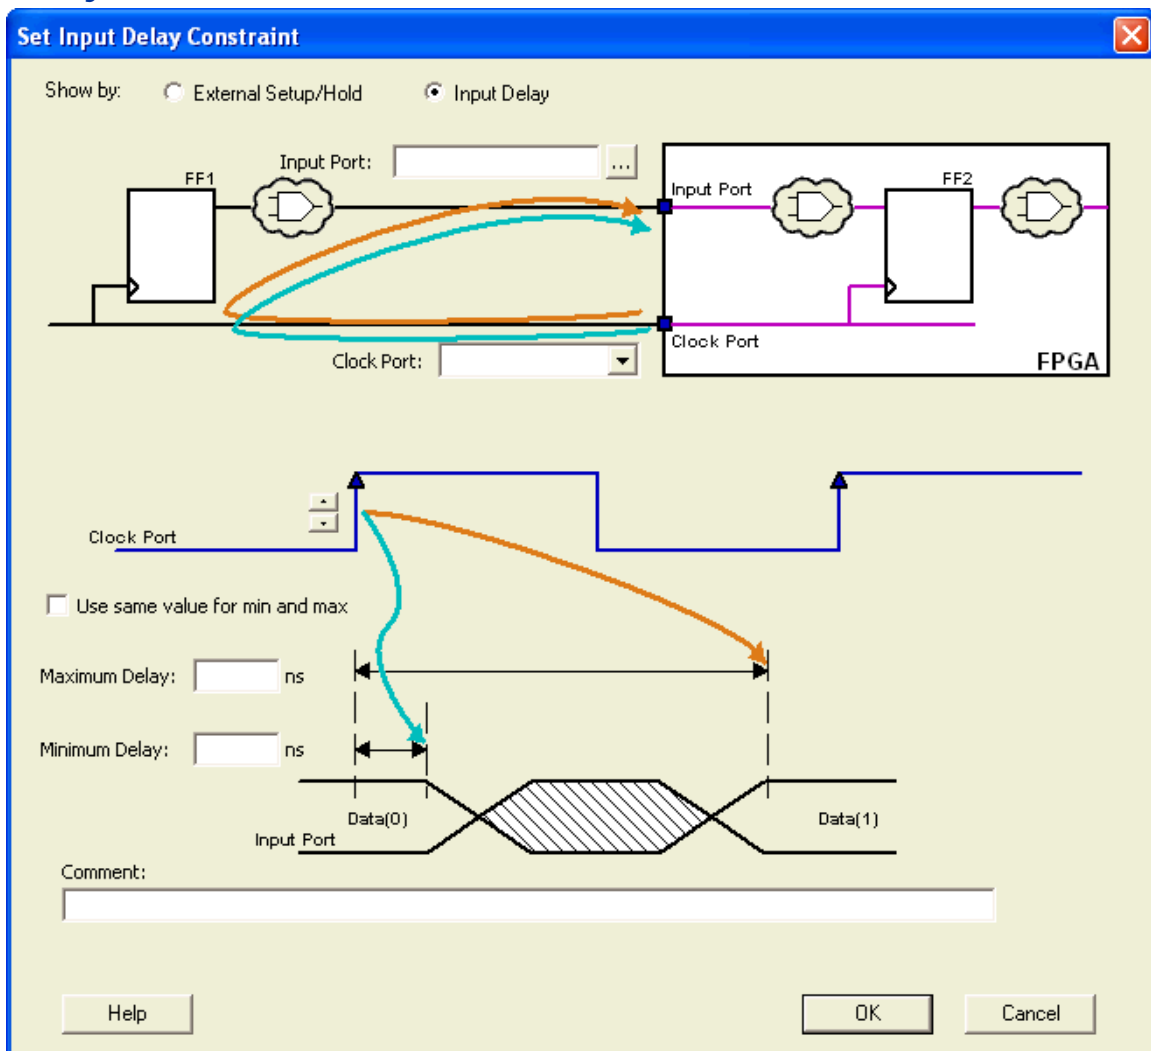 Set Input Delay Constraint
Show by: External Setup/Hold Input Delay
Input Port: ...
FF1
Input Port
FF2
Clock Port
Clock Port:
FPGA
Clock Port
Use same value for min and max
Maximum Delay: ns
Minimum Delay: ns
Data(0)
Data(1)
Input Port
Comment:
Help
OK
Cancel